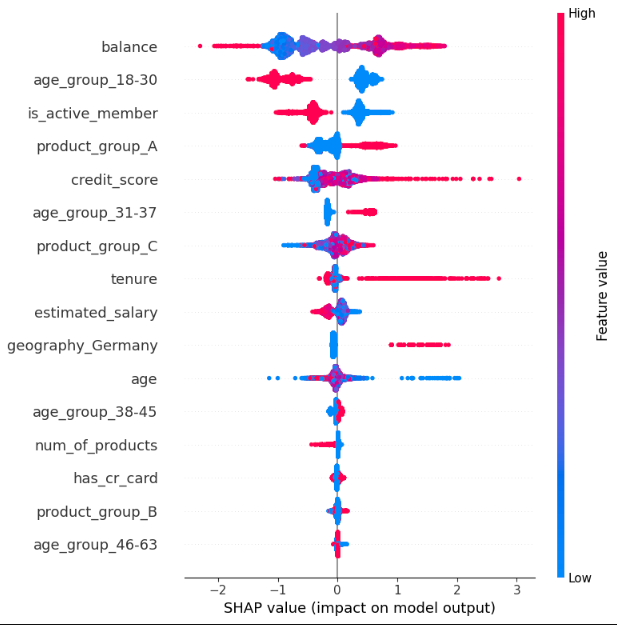 High
balance
age_group_18-30
is_active_member
product_group_A
credit_score
age_group_31-37
product_group_C
tenure
estimated_salary
geography_Germany
age
age_group_38-45
num_of_products
has_cr_card
product_group_B
age_group_46-63
Feature value
Low
−2 −1 0 1 2 3
SHAP value (impact on model output)